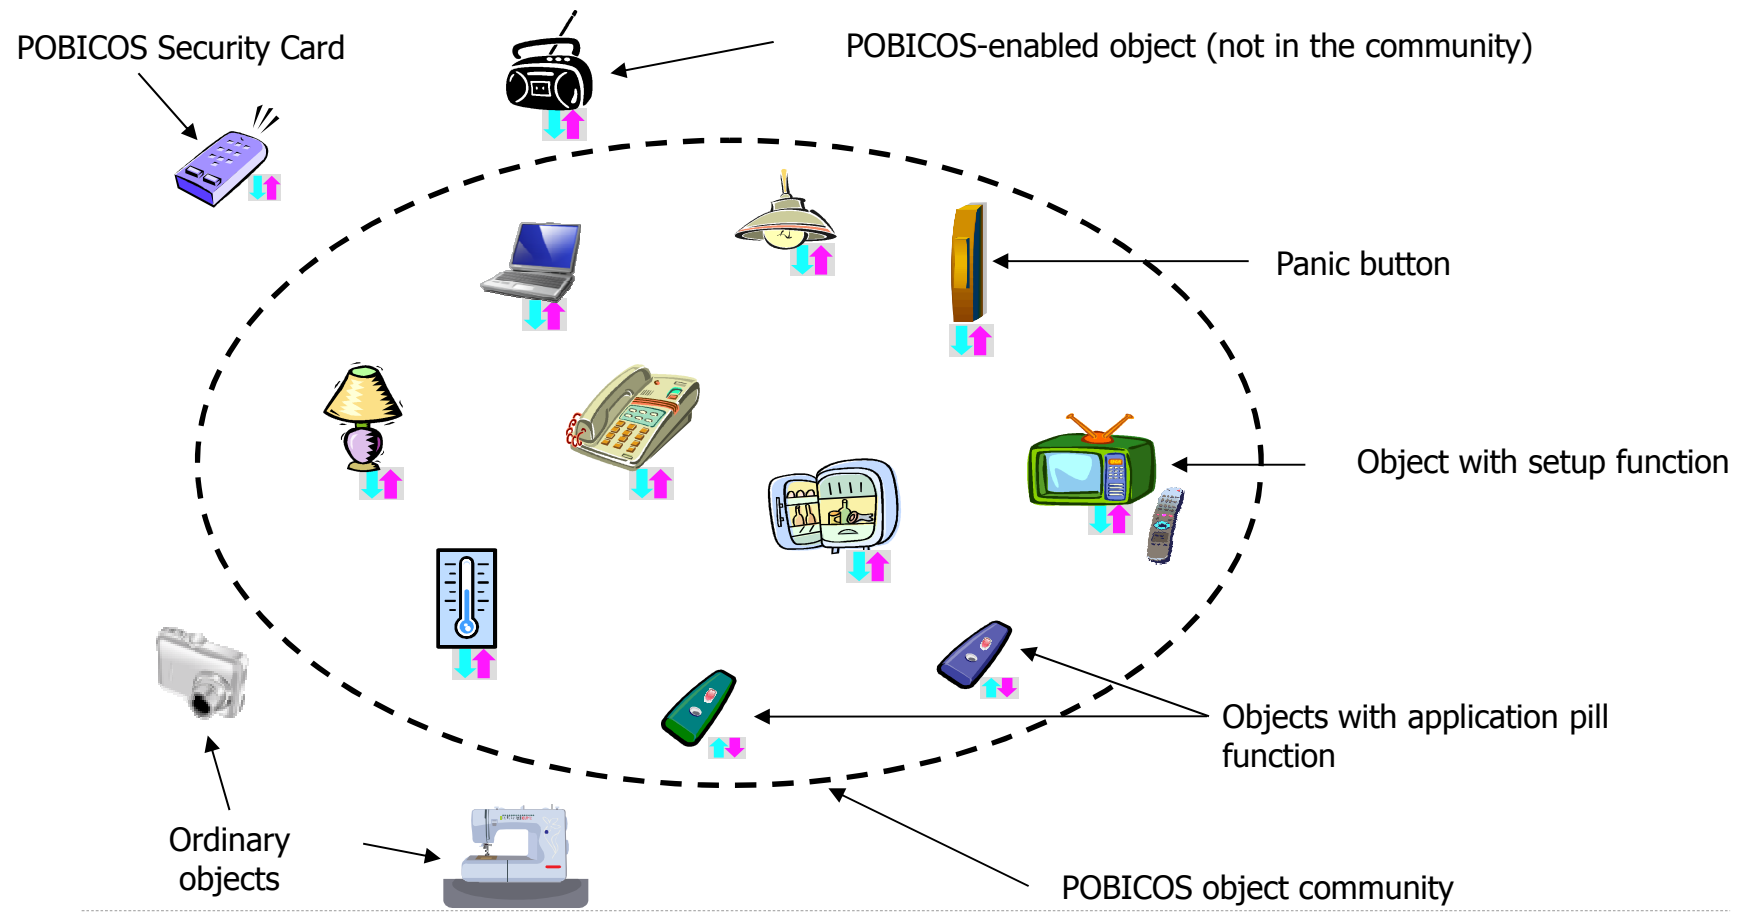 POBICOS Security Card
POBICOS-enabled object (not in the community)
Panic button
Object with setup function
Objects with application pill
function
Ordinary
objects
POBICOS object community